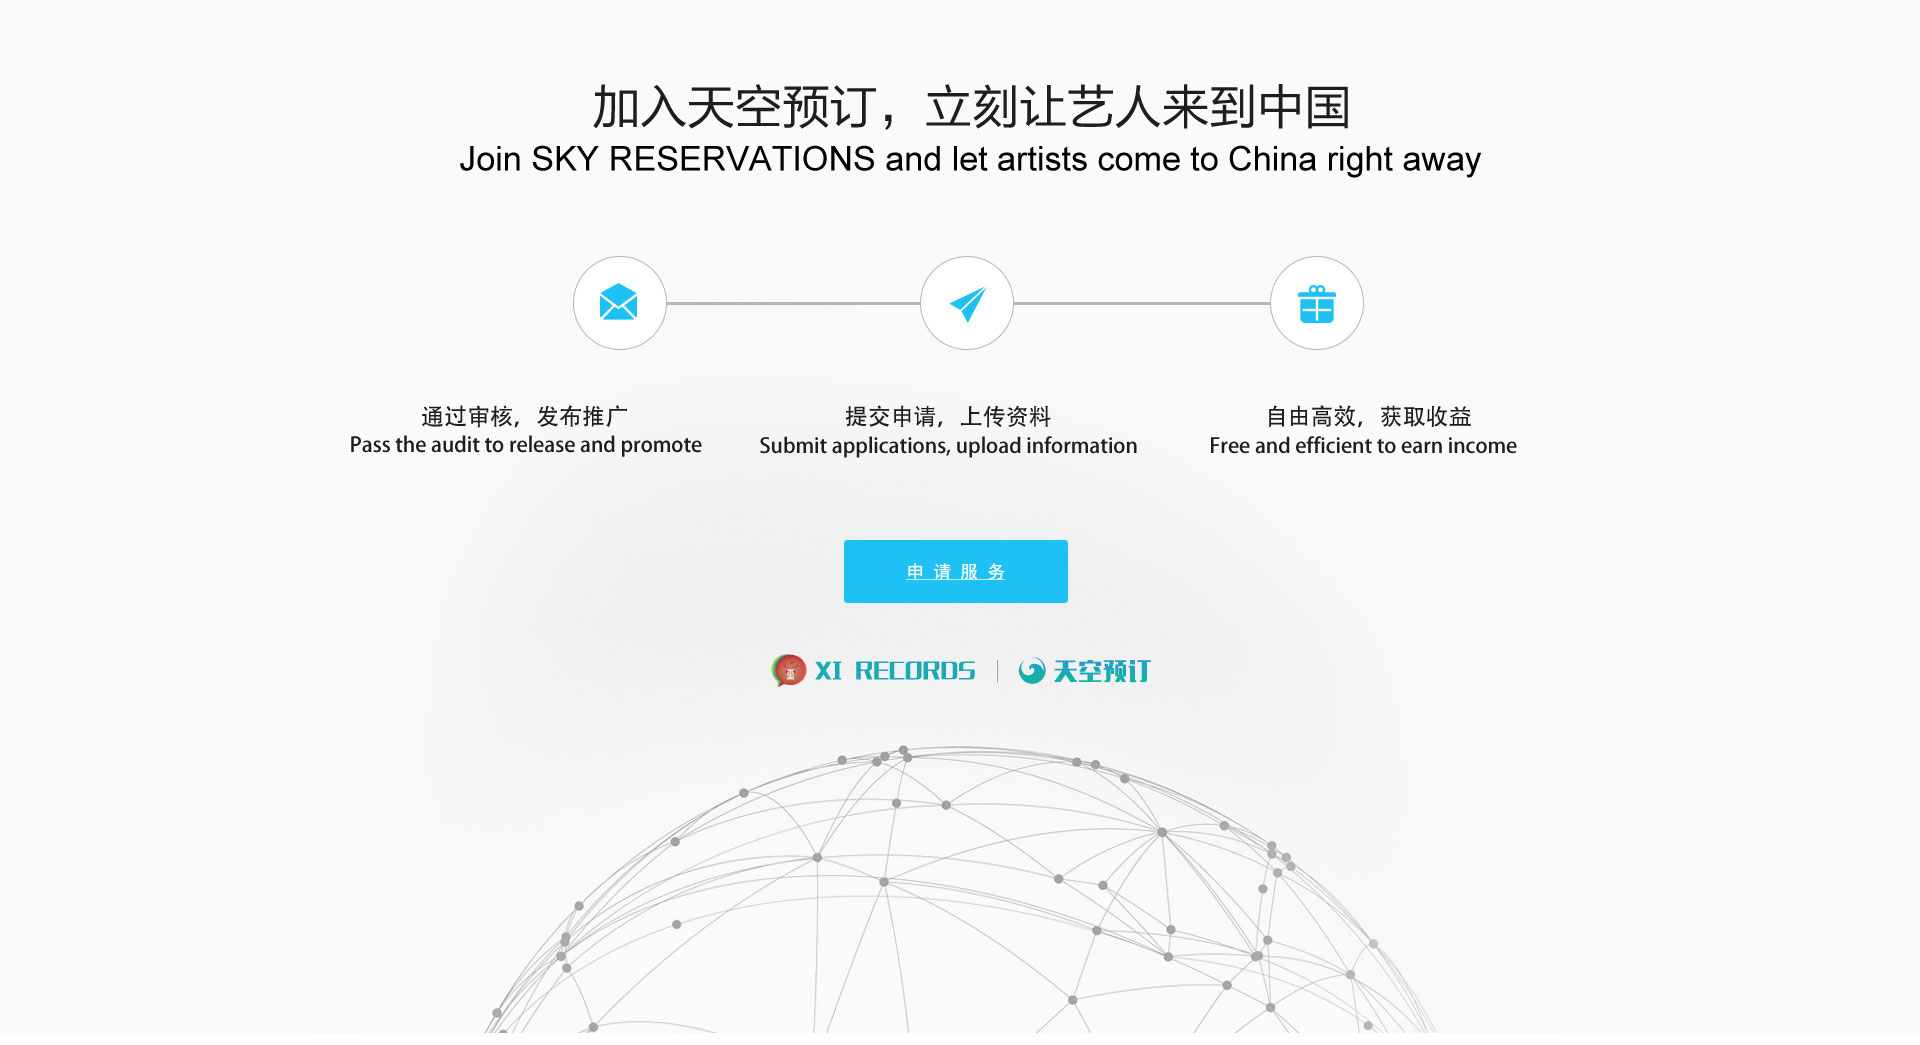 加入天空预订，立刻让艺人来到中国
Join SKY RESERVATIONS and let artists come to China right away
通过审核，发布推广
Pass the audit to release and promote
提交申请，上传资料
Submit applications, upload information
自由高效，获取收益
Free and efficient to earn income
申请服务
XI RECORDS
天空预订